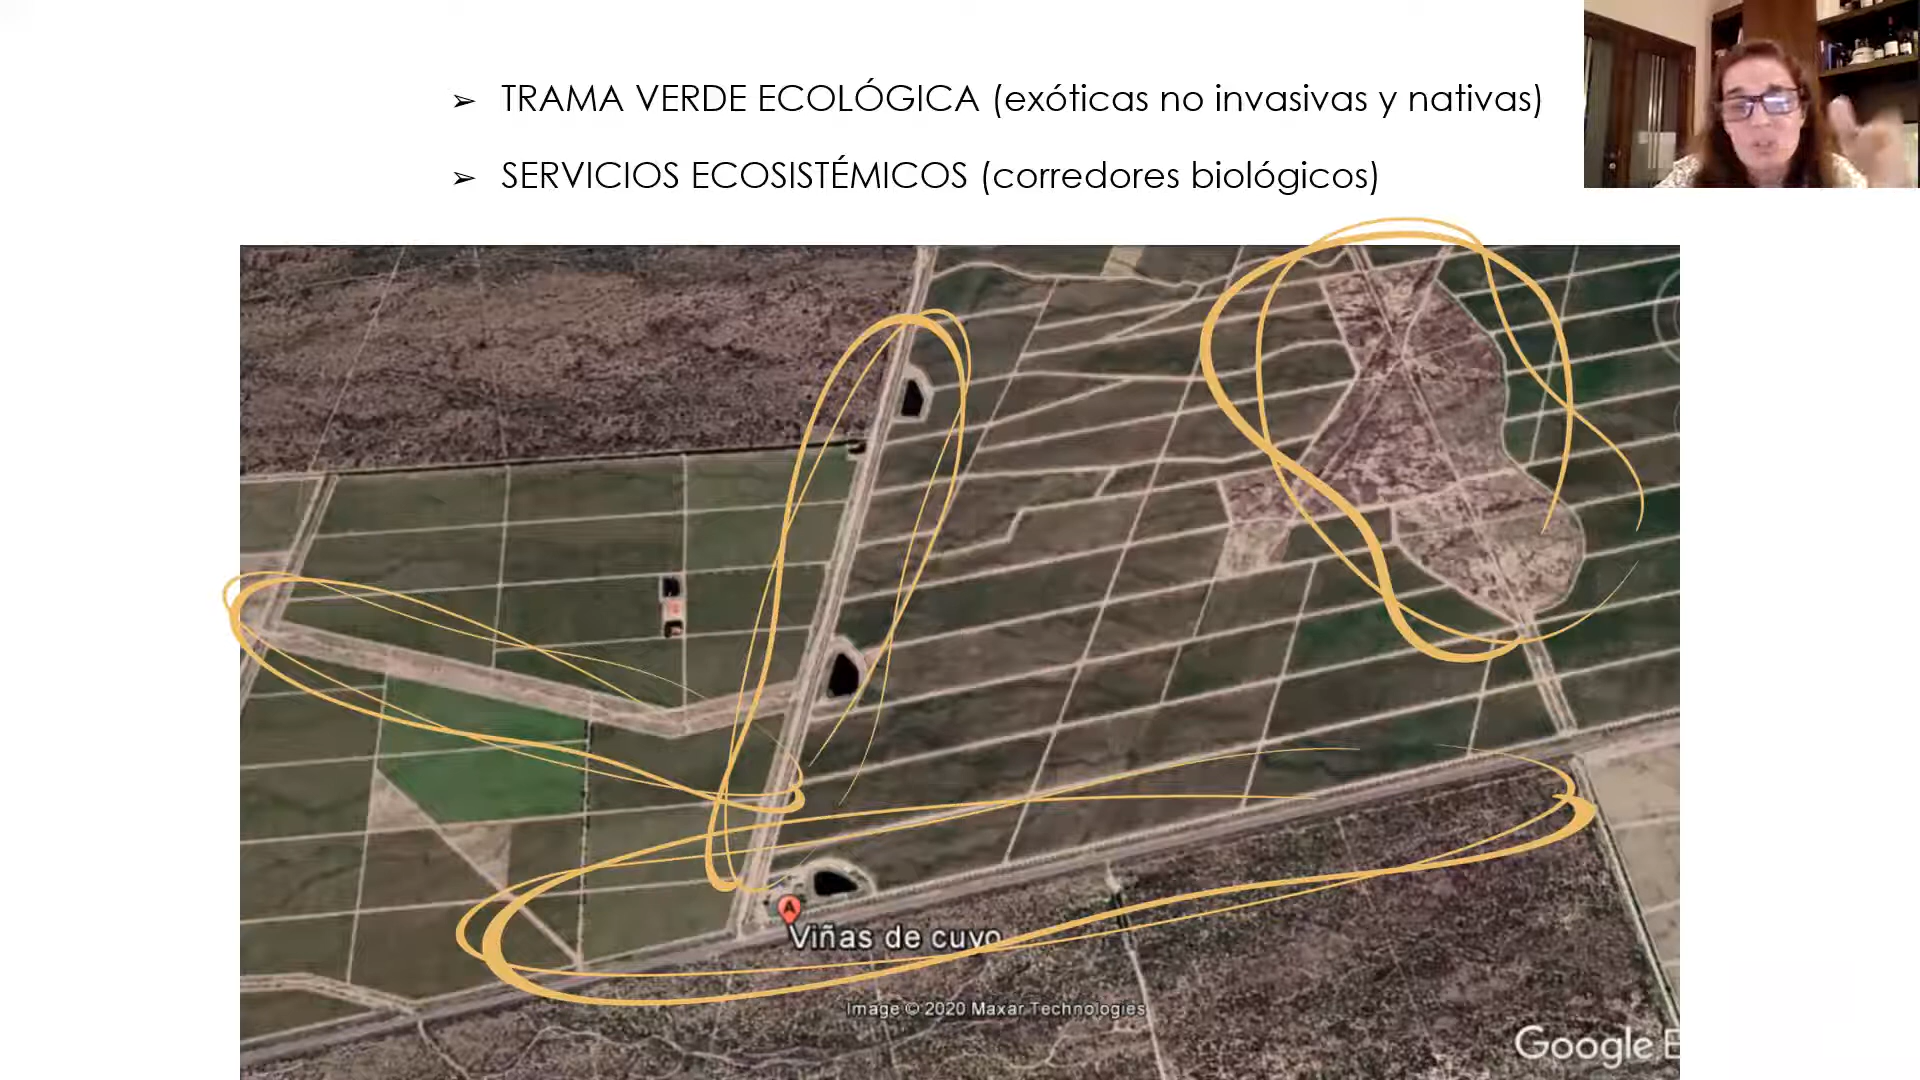 ➢ TRAMA VERDE ECOLÓGICA (exóticas no invasivas y nativas)
➢ SERVICIOS ECOSISTÉMICOS (corredores biológicos)
A
Viñas de cuyo
Image © 2020 Maxar Technologies
Google E